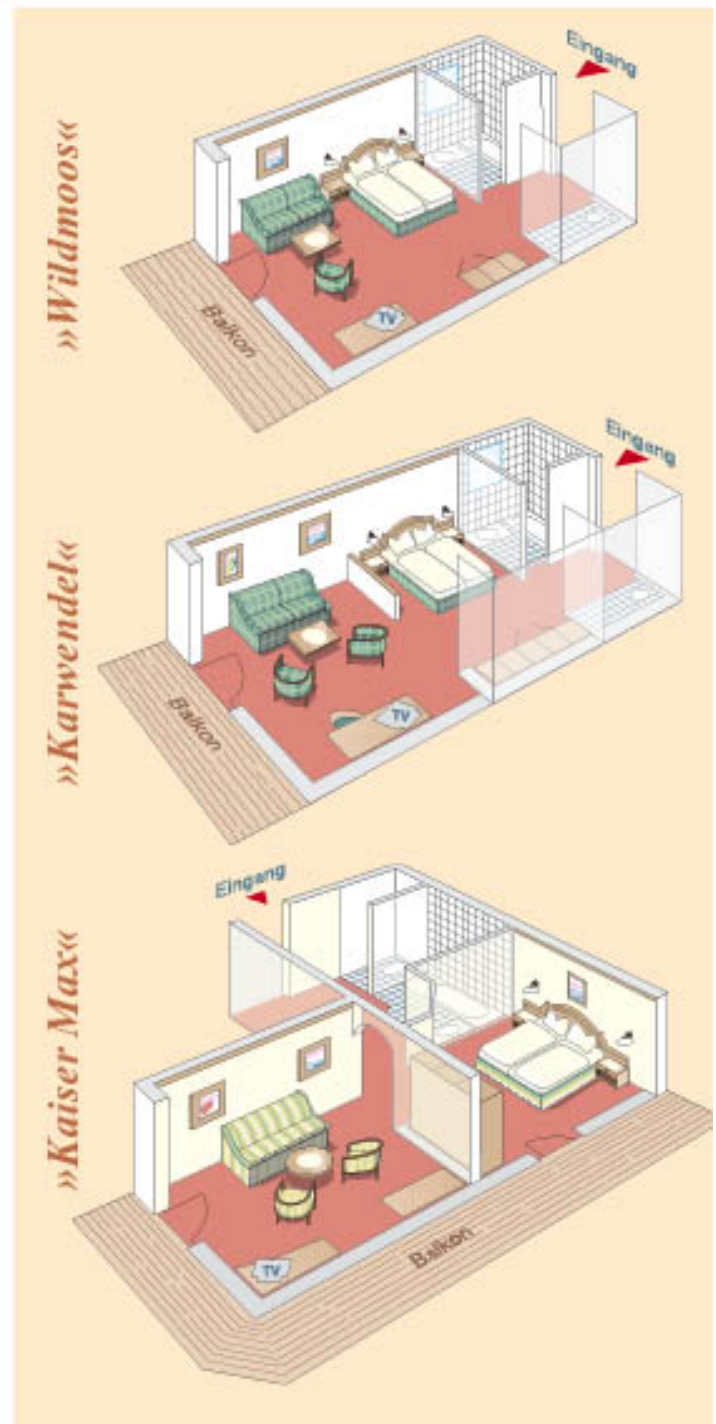 Eingang
»Wildmoos«
Balkon
TV
Eingang
»Karwendel«
Balkon
TV
Eingang
»Kaiser Max«
Balkon
TV